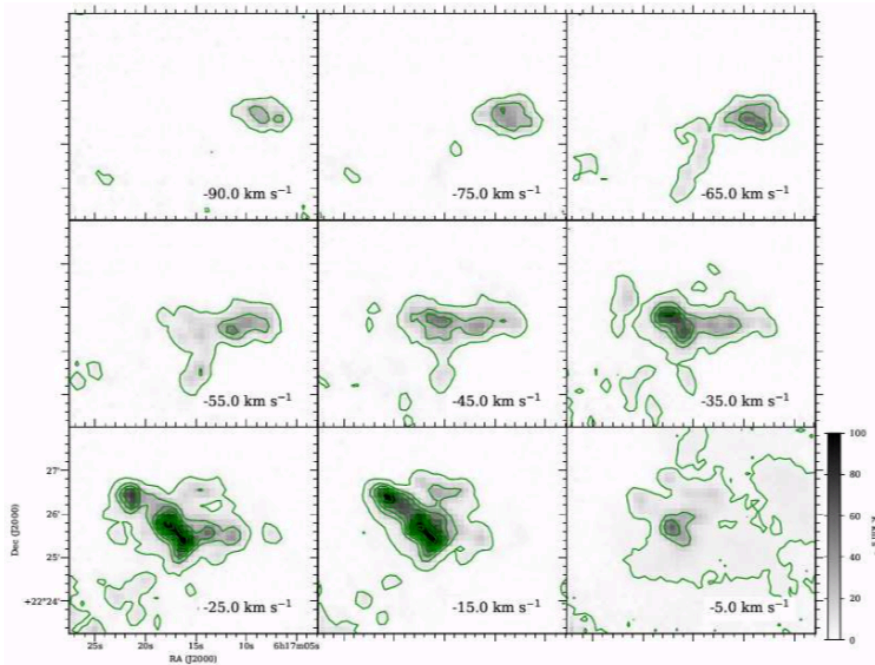 -90.0 km s⁻¹
-75.0 km s⁻¹
-65.0 km s⁻¹
-55.0 km s⁻¹
-45.0 km s⁻¹
-35.0 km s⁻¹
-25.0 km s⁻¹
-15.0 km s⁻¹
-5.0 km s⁻¹
27'
26'
25'
+22°24'
Dec (J2000)
25s 20s 15s 10s 6h17m05s
RA (J2000)
100
80
60
40
20
0